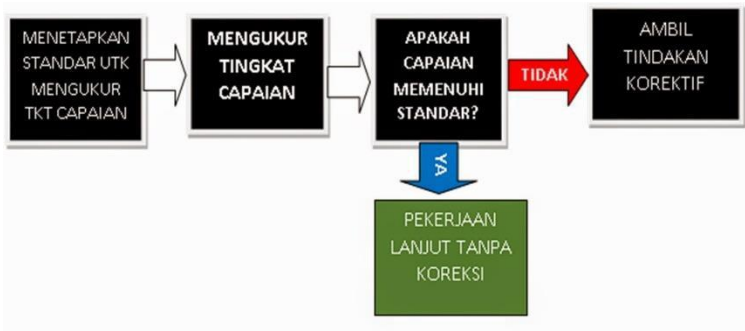 MENETAPKAN
STANDAR UTK
MENGUKUR
TKT CAPAIAN
MENGUKUR
TINGKAT
CAPAIAN
APAKAH
CAPAIAN
MEMENUHI
STANDAR?
TIDAK
AMBIL
TINDAKAN
KOREKTIF
YA
PEKERJAAN
LANJUT TANPA
KOREKSI